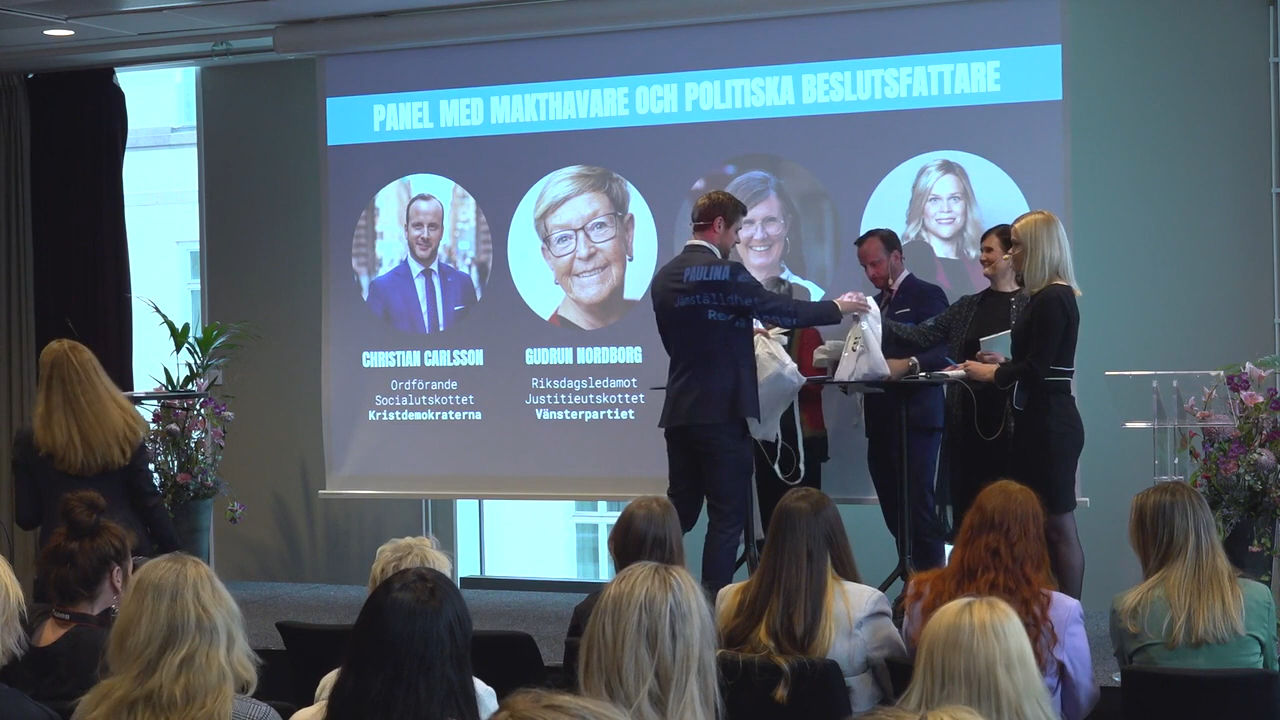 PANEL MED MAKTHAVARE OCH POLITISKA BESLUTSFATTARE
CHRISTIAN CARLSSON
Ordförande
Socialutskottet
Kristdemokraterna
GUDRUN NORDBORG
Riksdagsledamot
Justitieutskottet
Vänsterpartiet
PAULINA